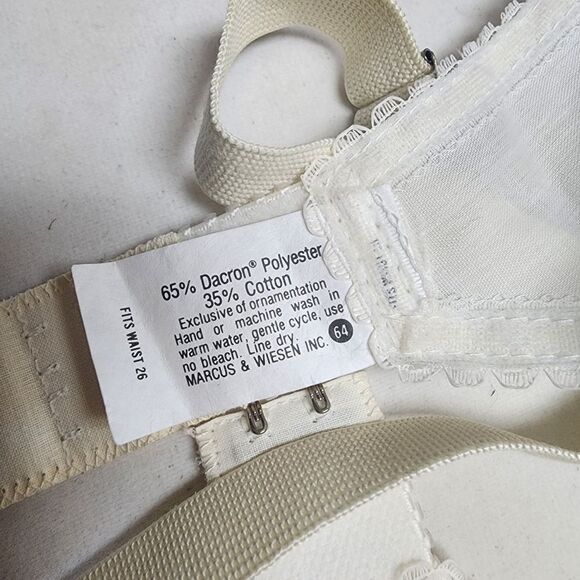 65% Dacron® Polyester
35% Cotton
Exclusive of ornamentation
Hand or machine wash in
warm water, gentle cycle, use
no bleach. Line dry.
MARCUS & WIESEN INC.
64
FITS WAIST 26